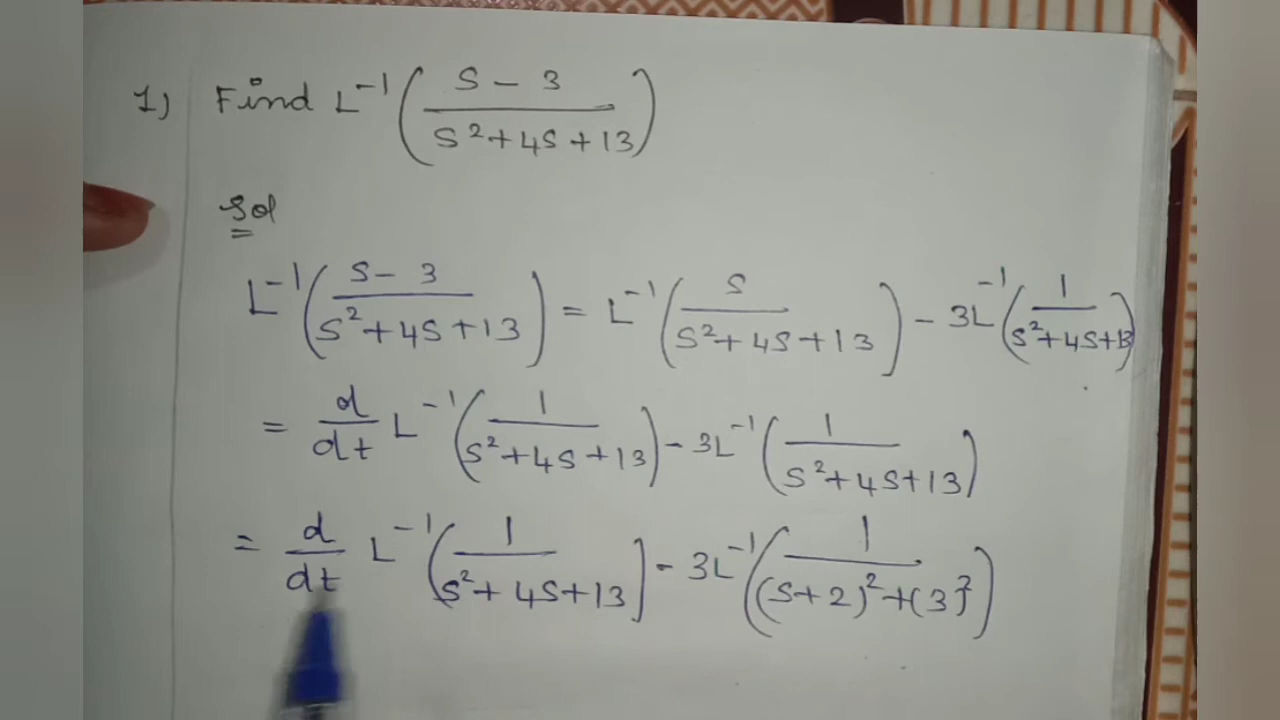 1) Find L⁻¹((s - 3)/(s² + 4s + 13))
Sol
L⁻¹((s - 3)/(s² + 4s + 13)) = L⁻¹(s/(s² + 4s + 13)) - 3L⁻¹(1/(s² + 4s + 13))
= d/dt L⁻¹(1/(s² + 4s + 13)) - 3L⁻¹(1/(s² + 4s + 13))
= d/dt L⁻¹(1/(s² + 4s + 13)) - 3L⁻¹(1/((s + 2)² + (3)²))